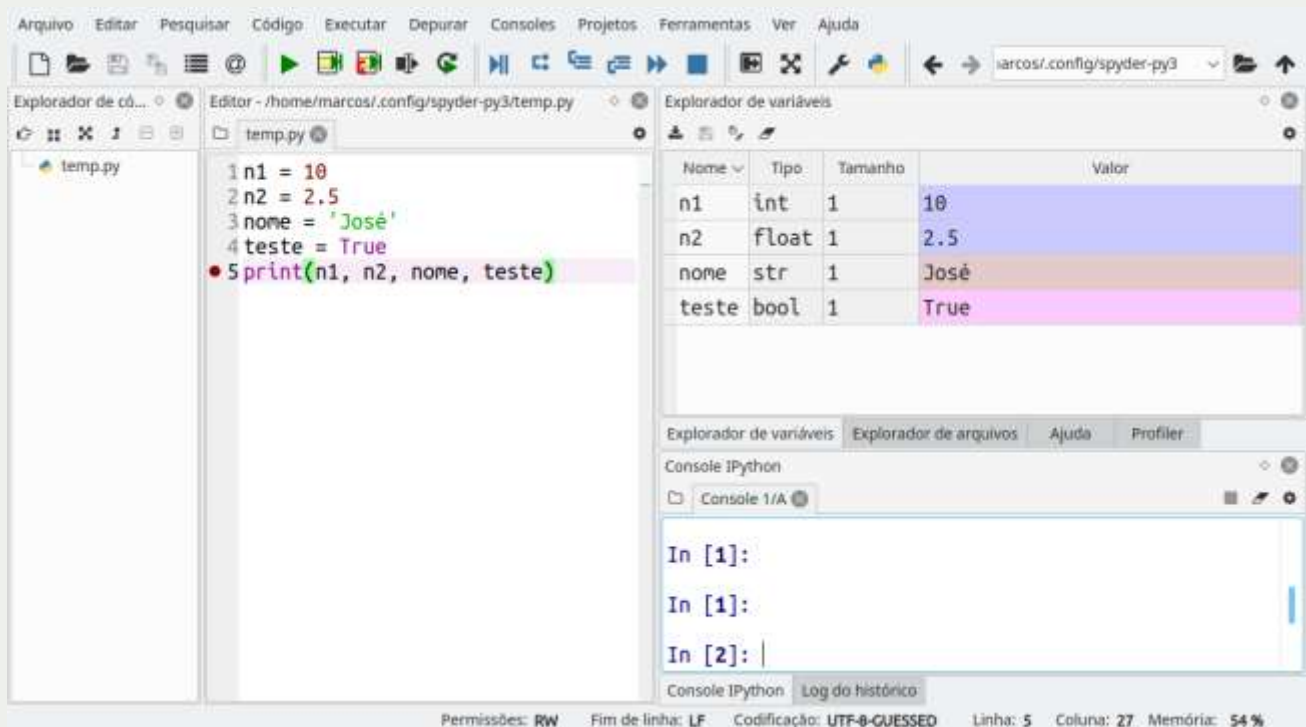 Arquivo Editar Pesquisar Código Executar Depurar Consoles Projetos Ferramentas Ver Ajuda
arcos/.config/spyder-py3
Explorador de có...
temp.py
Editor - /home/marcos/.config/spyder-py3/temp.py
temp.py
1 n1 = 10
2 n2 = 2.5
3 nome = 'José'
4 teste = True
5 print(n1, n2, nome, teste)
Explorador de variáveis
Nome Tipo Tamanho Valor
n1 int 1 10
n2 float 1 2.5
nome str 1 José
teste bool 1 True
Explorador de variáveis Explorador de arquivos Ajuda Profiler
Console IPython
Console 1/A
In [1]:
In [1]:
In [2]:
Console IPython Log do histórico
Permissões: RW Fim de linha: LF Codificação: UTF-8-GUESSED Linha: 5 Coluna: 27 Memória: 54 %